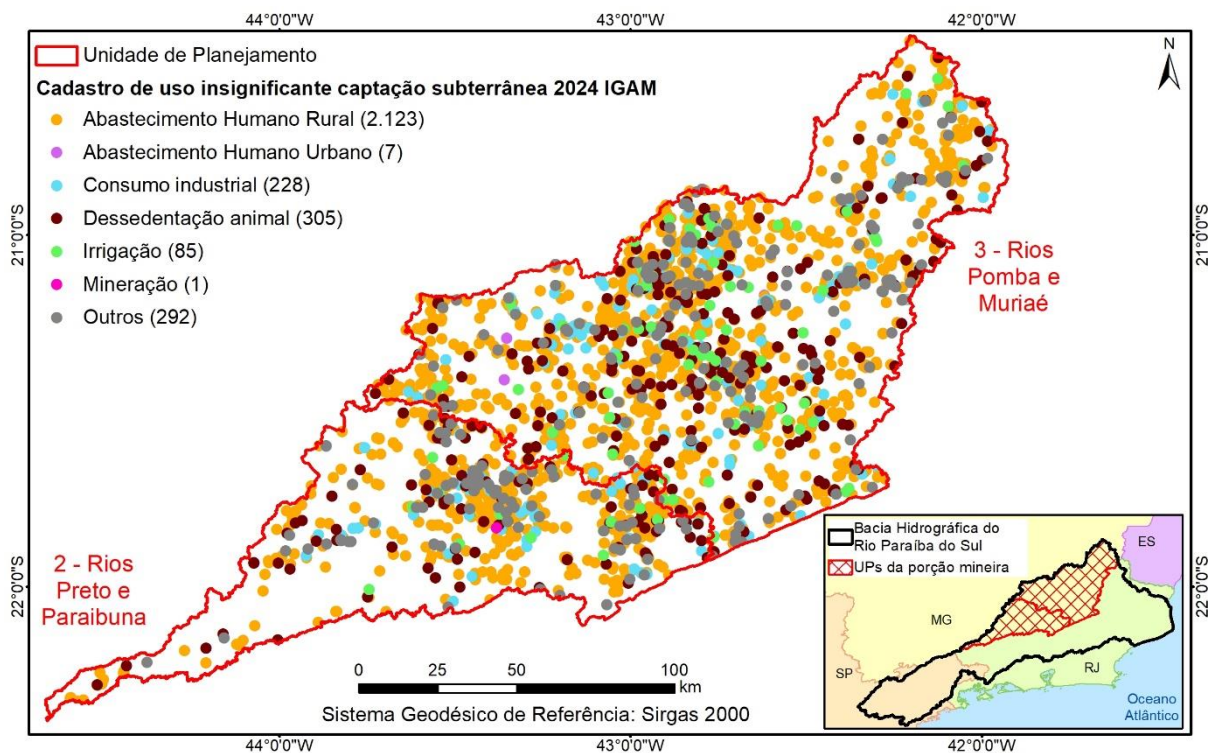 44°0'0"W
43°0'0"W
42°0'0"W
Unidade de Planejamento
Cadastro de uso insignificante captação subterrânea 2024 IGAM
Abastecimento Humano Rural (2.123)
Abastecimento Humano Urbano (7)
Consumo industrial (228)
Dessedentação animal (305)
Irrigação (85)
Mineração (1)
Outros (292)
N
21°0'0"S
21°0'0"S
3 - Rios
Pomba e
Muriaé
2 - Rios
Preto e
Paraibuna
22°0'0"S
22°0'0"S
0 25 50 100
km
Sistema Geodésico de Referência: Sirgas 2000
Bacia Hidrográfica do
Rio Paraíba do Sul
UPs da porção mineira
ES
MG
SP
RJ
Oceano
Atlântico
44°0'0"W
43°0'0"W
42°0'0"W